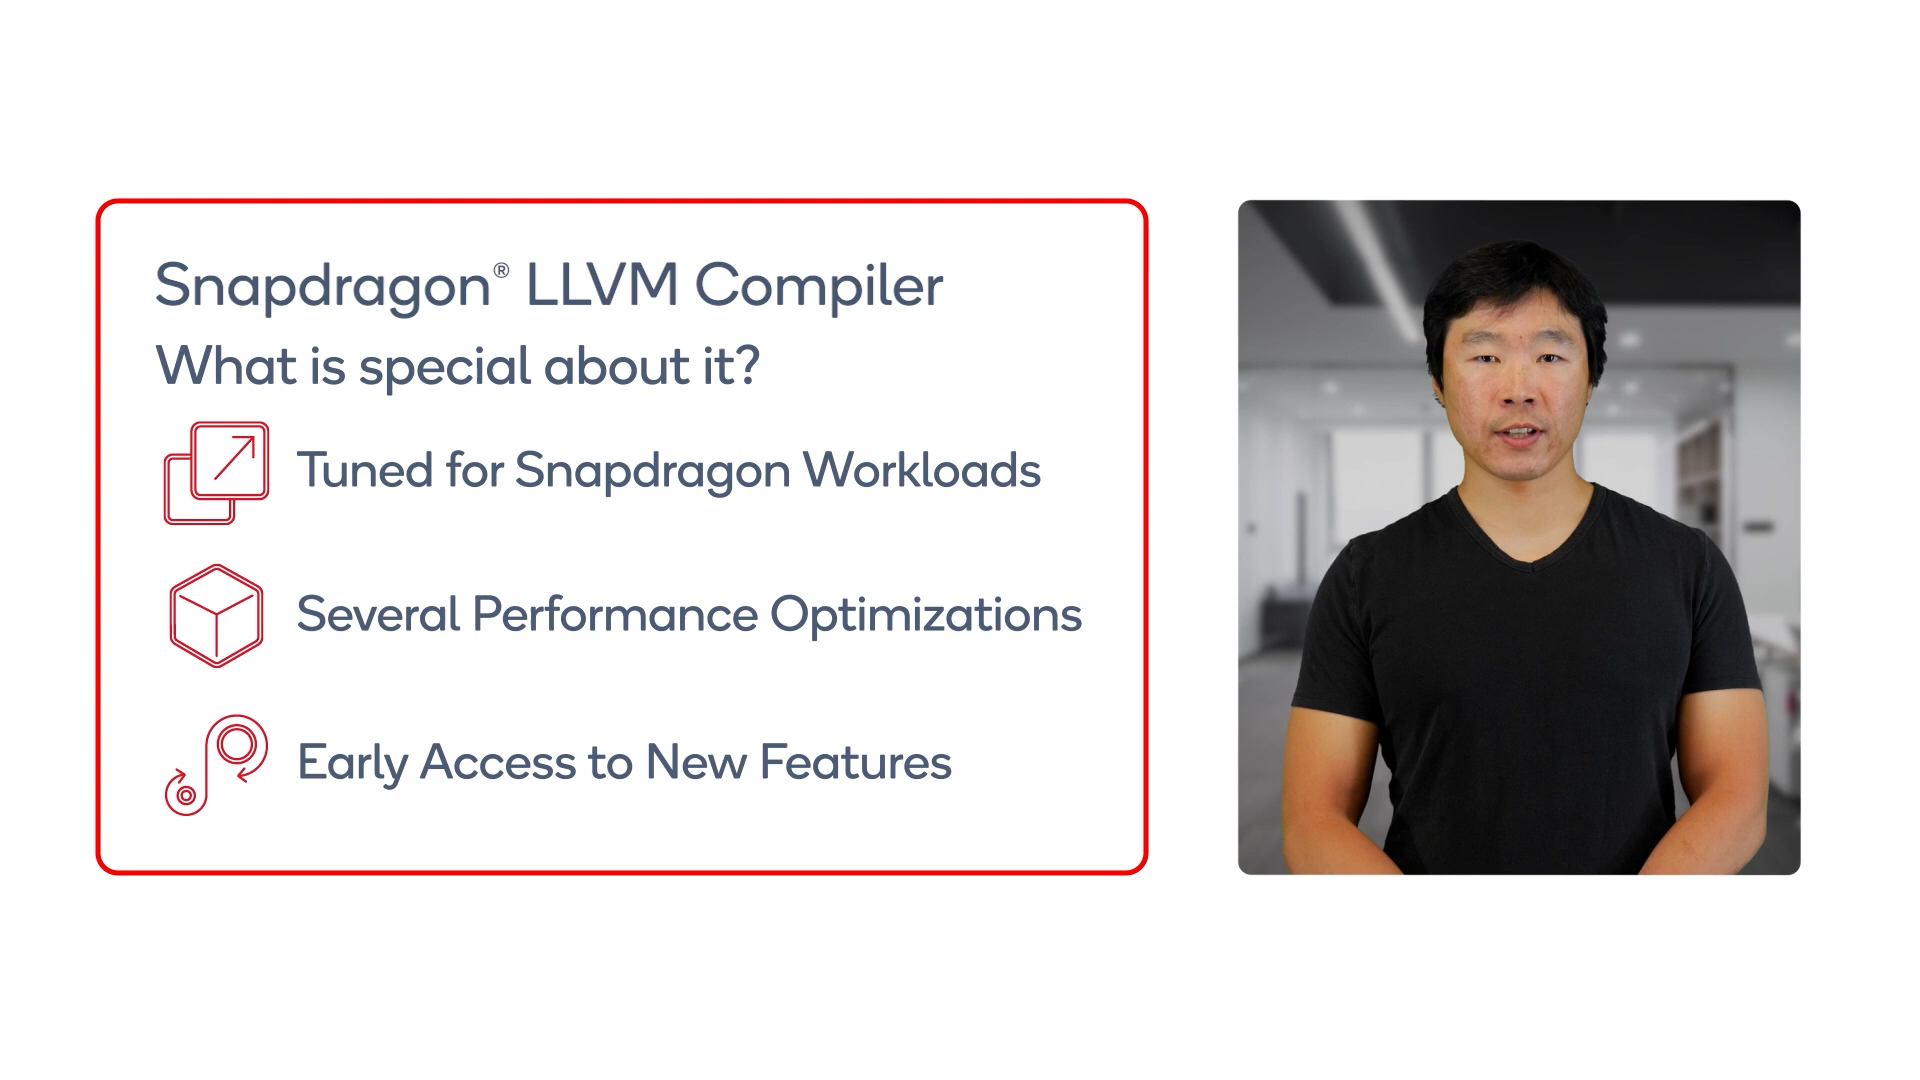 Snapdragon® LLVM Compiler
What is special about it?
Tuned for Snapdragon Workloads
Several Performance Optimizations
Early Access to New Features